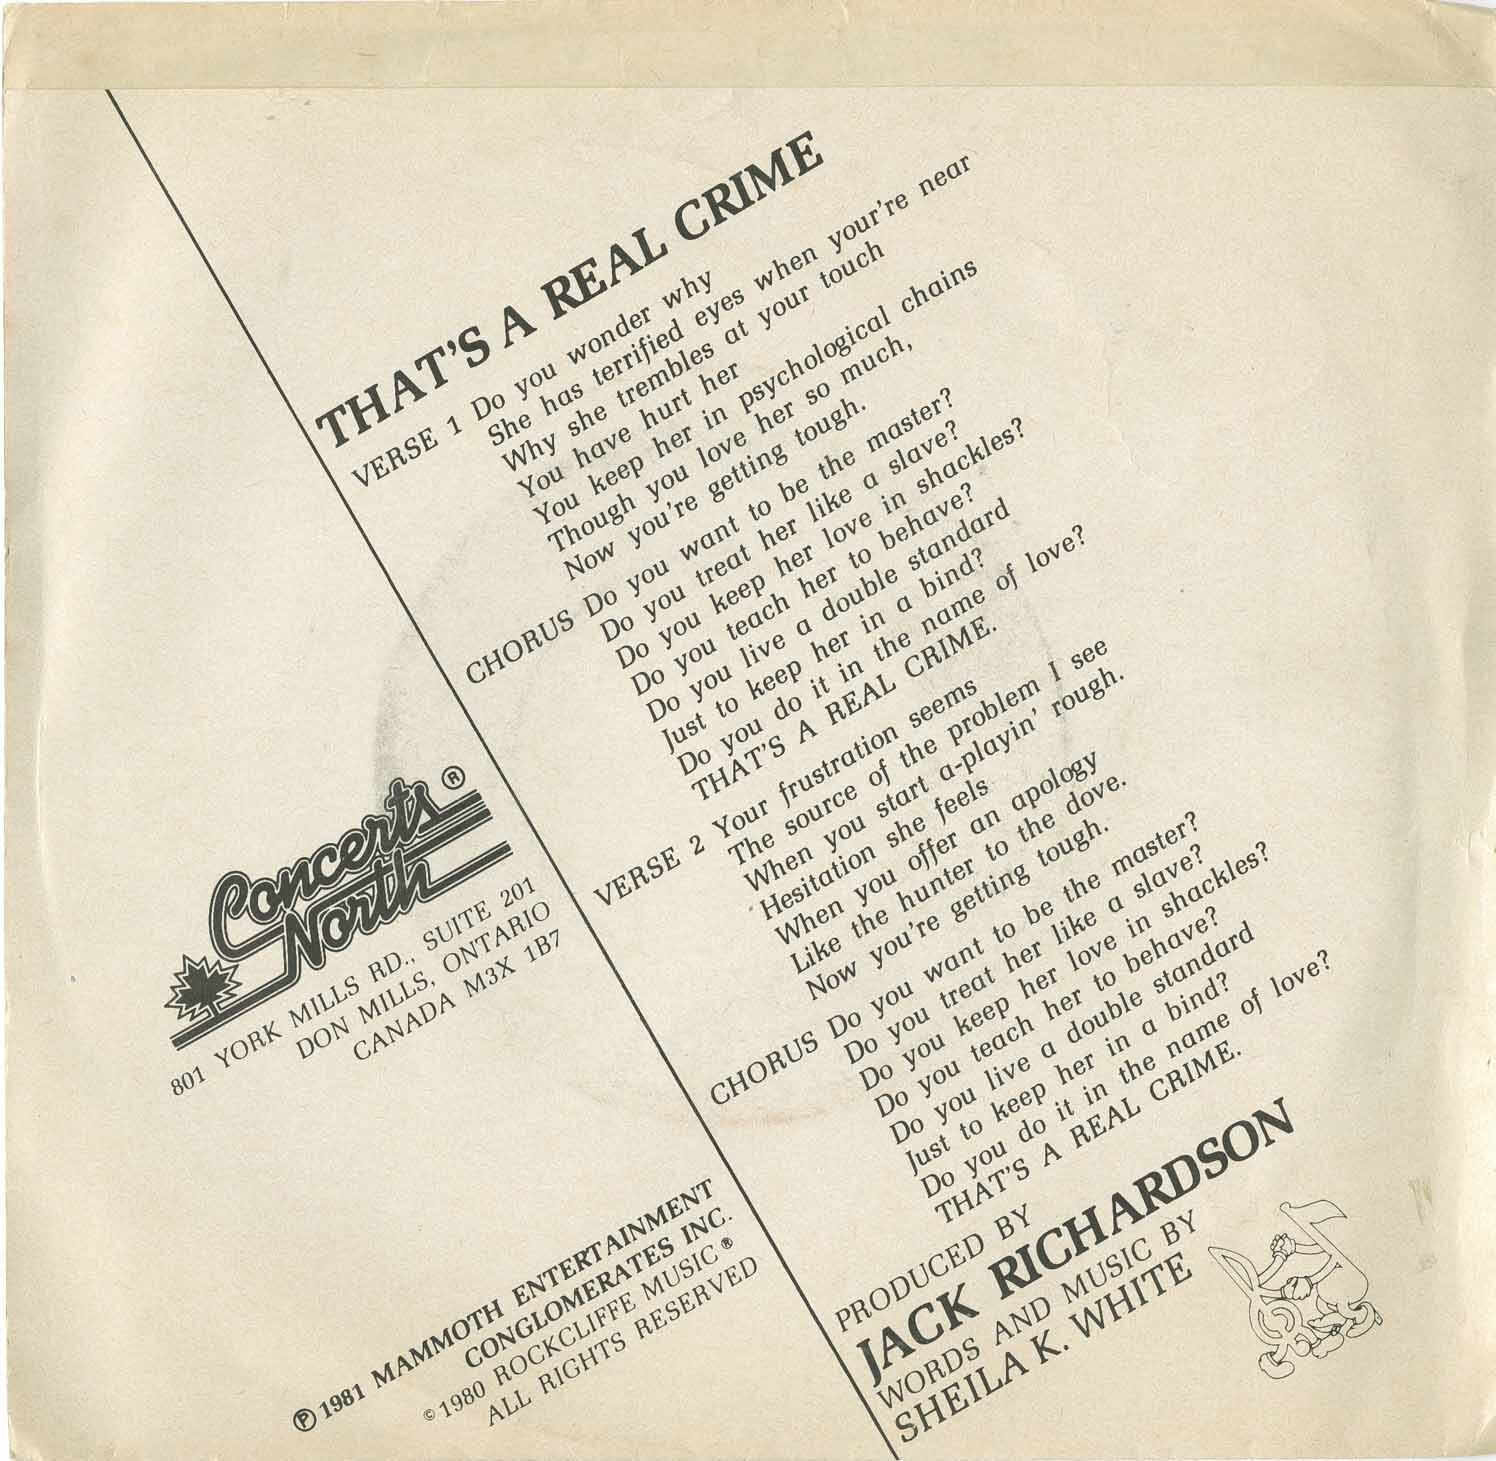 THAT'S A REAL CRIME
VERSE 1 Do you wonder why
She has terrified eyes when your're near
Why she trembles at your touch
You have hurt her
You keep her in psychological chains
Though you love her so much,
Now you're getting tough.
CHORUS Do you want to be the master?
Do you treat her like a slave?
Do you keep her love in shackles?
Do you teach her to behave?
Do you live a double standard
Just to keep her in a bind?
Do you do it in the name of love?
THAT'S A REAL CRIME.
VERSE 2 Your frustration seems
The source of the problem I see
When you start a-playin' rough.
Hesitation she feels
When you offer an apology
Like the hunter to the dove.
Now you're getting tough.
CHORUS Do you want to be the master?
Do you treat her like a slave?
Do you keep her love in shackles?
Do you teach her to behave?
Do you live a double standard
Just to keep her in a bind?
Do you do it in the name of love?
THAT'S A REAL CRIME.
PRODUCED BY
JACK RICHARDSON
WORDS AND MUSIC BY
SHEILA K. WHITE
Concerts ®
North
801 YORK MILLS RD., SUITE 201
DON MILLS, ONTARIO
CANADA M3X 1B7
℗ 1981 MAMMOTH ENTERTAINMENT
CONGLOMERATES INC.
© 1980 ROCKCLIFFE MUSIC ®
ALL RIGHTS RESERVED